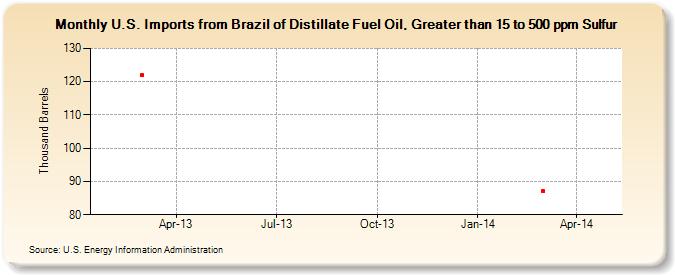 Monthly U.S. Imports from Brazil of Distillate Fuel Oil, Greater than 15 to 500 ppm Sulfur
Thousand Barrels
130
120
110
100
90
80
Apr-13
Jul-13
Oct-13
Jan-14
Apr-14
Source: U.S. Energy Information Administration